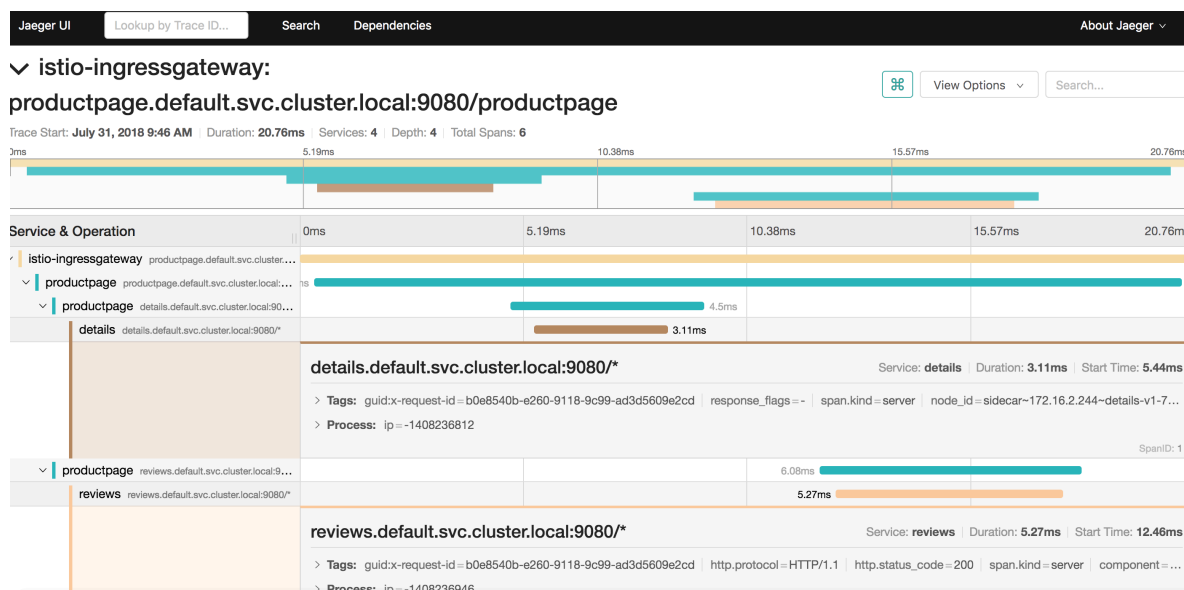 Jaeger UI Lookup by Trace ID... Search Dependencies About Jaeger
istio-ingressgateway:
productpage.default.svc.cluster.local:9080/productpage
View Options Search...
Trace Start: July 31, 2018 9:46 AM Duration: 20.76ms Services: 4 Depth: 4 Total Spans: 6
0ms 5.19ms 10.38ms 15.57ms 20.76ms
Service & Operation 0ms 5.19ms 10.38ms 15.57ms 20.76m
istio-ingressgateway productpage.default.svc.cluster....
productpage productpage.default.svc.cluster.local:... ms
productpage details.default.svc.cluster.local:90... 4.5ms
details details.default.svc.cluster.local:9080/* 3.11ms
details.default.svc.cluster.local:9080/* Service: details Duration: 3.11ms Start Time: 5.44ms
Tags: guid:x-request-id=b0e8540b-e260-9118-9c99-ad3d5609e2cd response_flags=- span.kind=server node_id=sidecar~172.16.2.244~details-v1-7...
Process: ip=-1408236812
SpanID: 1
productpage reviews.default.svc.cluster.local:9... 6.08ms
reviews reviews.default.svc.cluster.local:9080/* 5.27ms
reviews.default.svc.cluster.local:9080/* Service: reviews Duration: 5.27ms Start Time: 12.46ms
Tags: guid:x-request-id=b0e8540b-e260-9118-9c99-ad3d5609e2cd http.protocol=HTTP/1.1 http.status_code=200 span.kind=server component=...
Process: ip=-1408236946